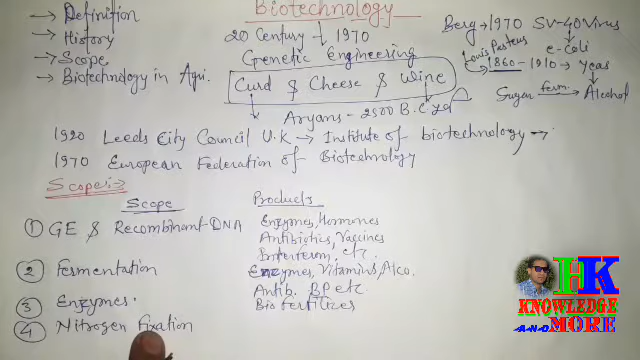 Biotechnology
→ Definition
→ History
→ Scope
→ Biotechnology in Agri.
20 Century → 1970
Genetic Engineering
Curd & Cheese & Wine
Aryans - 2500 B.C
Berg → 1970 SV-40 Virus
e-Coli
Louis Pasteus
1860 - 1910 → Yeas
Sugar ferm. → Alcohol
1920 Leeds City Council U.K → Institute of biotechnology →
1970 European Federation of Biotechnology
Scope :→
Scope Products
① GE & Recombinant-DNA Enzymes, Hormones
Antibiotics, Vaccines
Interferon, etc.
② Fermentation Enzymes, Vitamins, Alco.
③ Enzymes. Antib. BP etc
④ Nitrogen fixation Bio fertilizes
HK
KNOWLEDGE
AND
MORE